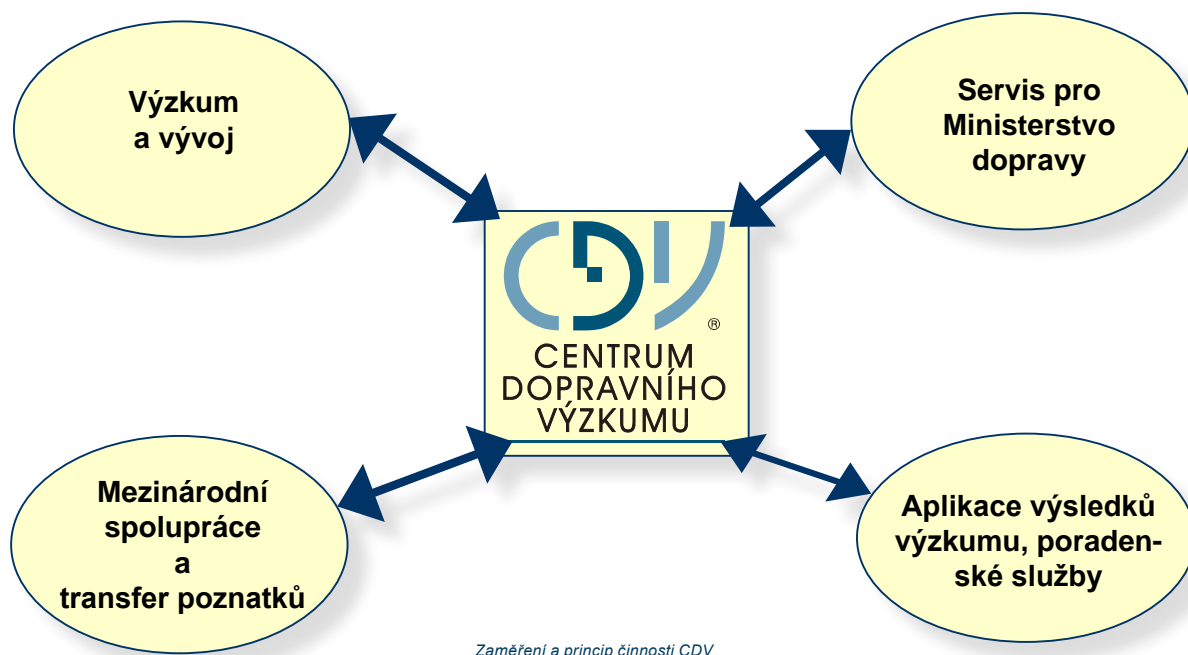 Výzkum
a vývoj
Servis pro
Ministerstvo
dopravy
CDV
®
CENTRUM
DOPRAVNÍHO
VÝZKUMU
Mezinárodní
spolupráce
a
transfer poznatků
Aplikace výsledků
výzkumu, poraden-
ské služby
Zaměření a princip činnosti CDV